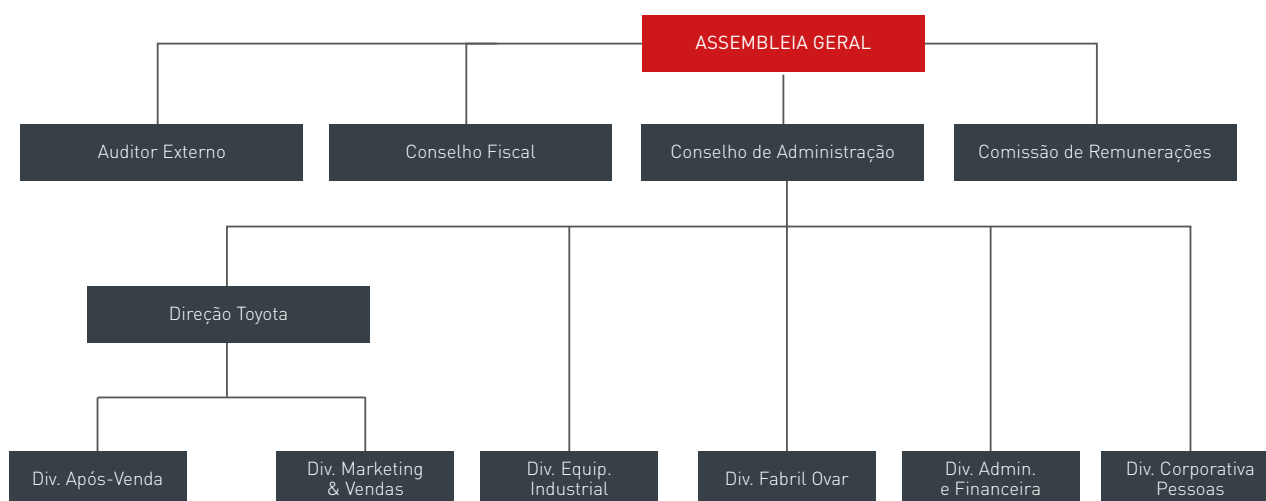 ASSEMBLEIA GERAL
Auditor Externo
Conselho Fiscal
Conselho de Administração
Comissão de Remunerações
Direção Toyota
Div. Após-Venda
Div. Marketing
& Vendas
Div. Equip.
Industrial
Div. Fabril Ovar
Div. Admin.
e Financeira
Div. Corporativa
Pessoas